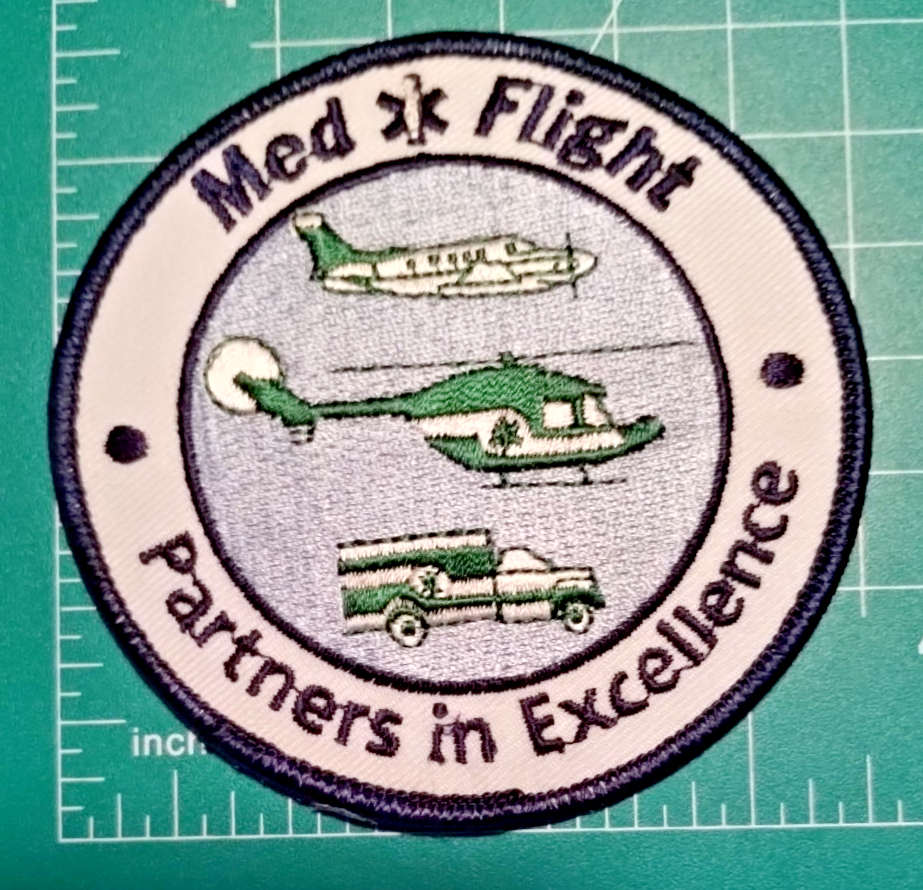 Med Flight
Partners in Excellence
inch